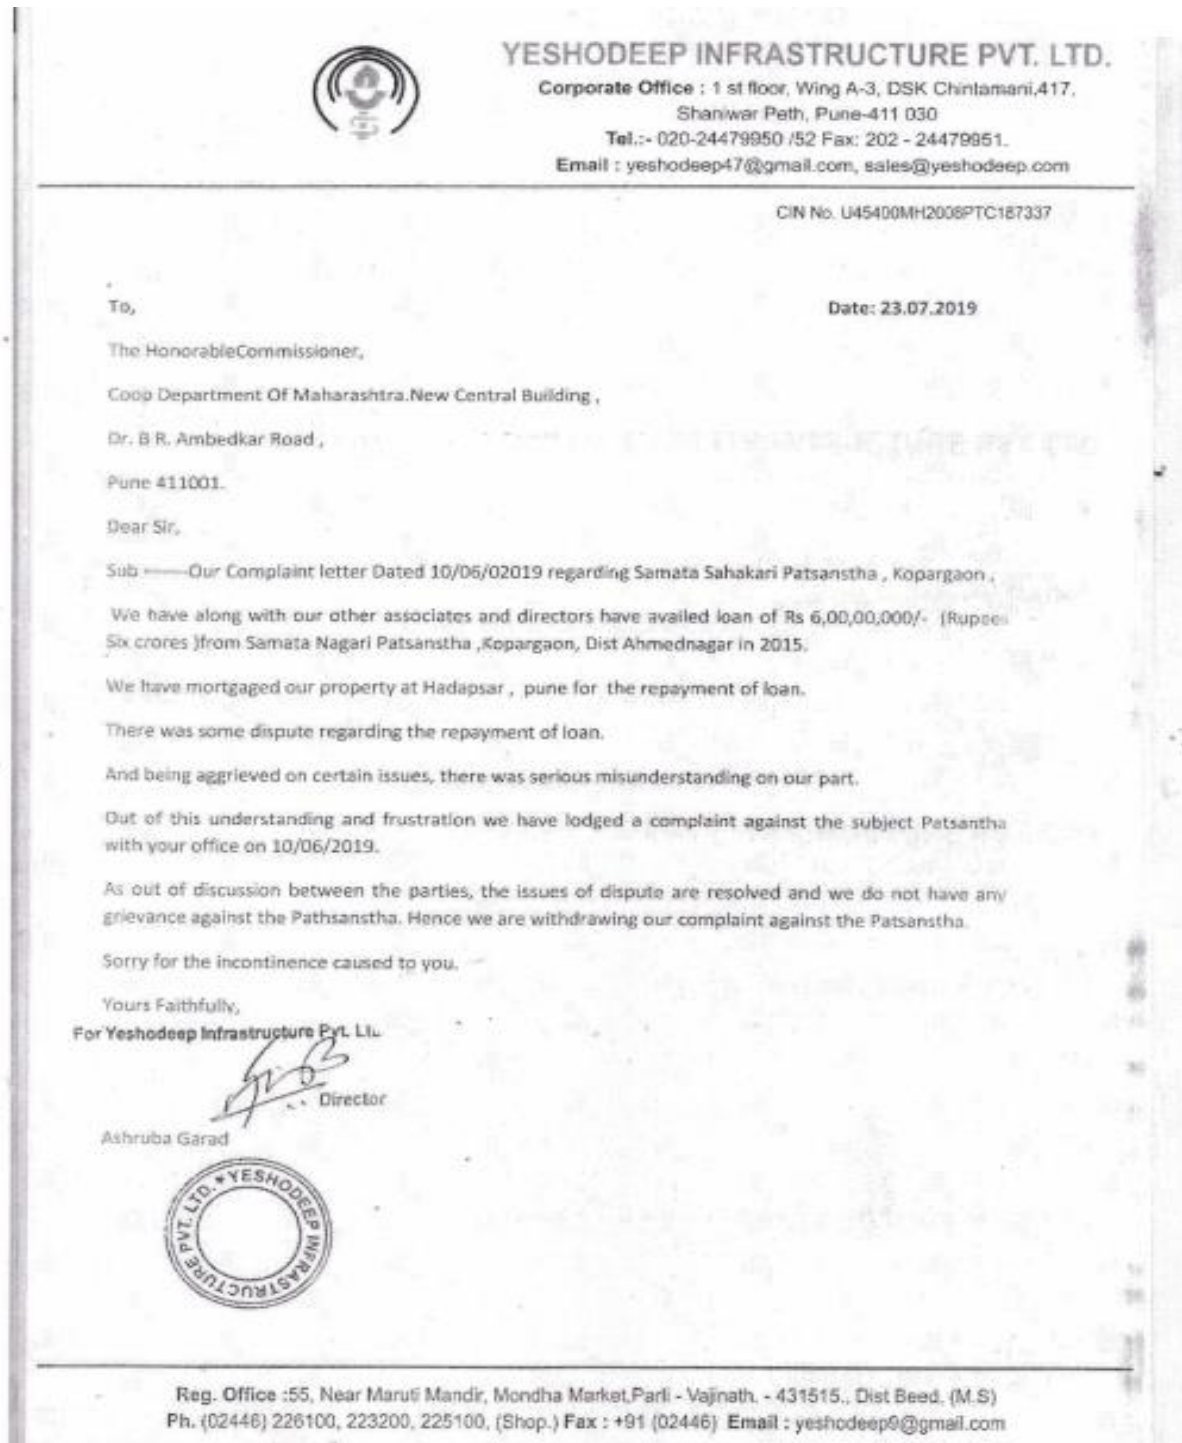 YESHODEEP INFRASTRUCTURE PVT. LTD.
Corporate Office : 1 st floor, Wing A-3, DSK Chintamani,417,
Shaniwar Peth, Pune-411 030
Tel.:- 020-24479950 /52 Fax: 202 - 24479951.
Email : yeshodeep47@gmail.com, sales@yeshodeep.com
CIN No. U45400MH2008PTC187337
To,
Date: 23.07.2019
The HonorableCommissioner,
Coop Department Of Maharashtra.New Central Building ,
Dr. B R. Ambedkar Road ,
Pune 411001.
Dear Sir,
Sub ------Our Complaint letter Dated 10/06/02019 regarding Samata Sahakari Patsanstha , Kopargaon .
We have along with our other associates and directors have availed loan of Rs 6,00,00,000/- (Rupees
Six crores )from Samata Nagari Patsanstha ,Kopargaon, Dist Ahmednagar in 2015.
We have mortgaged our property at Hadapsar , pune for the repayment of loan.
There was some dispute regarding the repayment of loan.
And being aggrieved on certain issues, there was serious misunderstanding on our part.
Out of this understanding and frustration we have lodged a complaint against the subject Patsantha
with your office on 10/06/2019.
As out of discussion between the parties, the issues of dispute are resolved and we do not have any
grievance against the Pathsanstha. Hence we are withdrawing our complaint against the Patsanstha.
Sorry for the incontinence caused to you.
Yours Faithfully,
For Yeshodeep Infrastructure Pvt. Lt
Director
Ashruba Garad
YESHODEEP INFRASTRUCTURE PVT. LTD. *
Reg. Office :55, Near Maruti Mandir, Mondha Market,Parli - Vaijnath. - 431515., Dist Beed. (M.S)
Ph. (02446) 226100, 223200, 225100, (Shop.) Fax : +91 (02446) Email : yeshodeep9@gmail.com